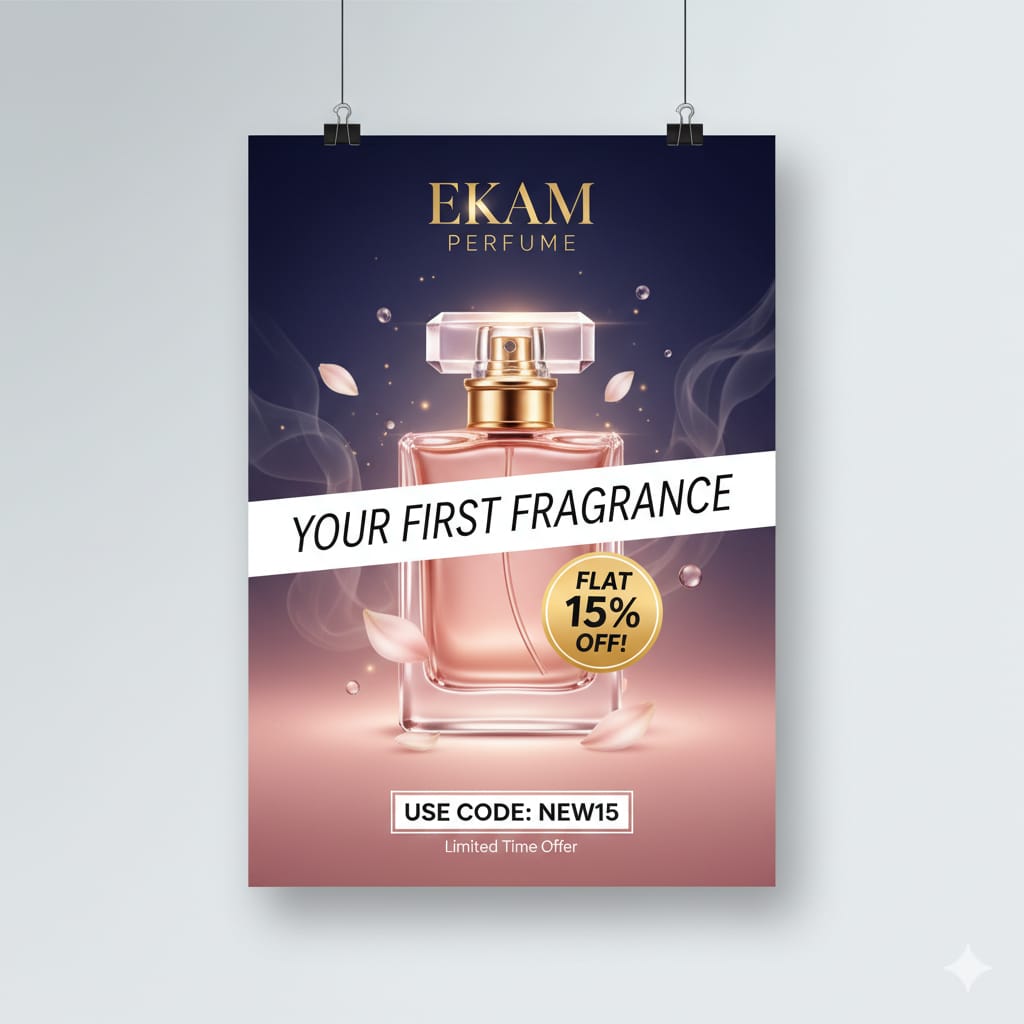 EKAM
PERFUME
YOUR FIRST FRAGRANCE
FLAT
15%
OFF!
USE CODE: NEW15
Limited Time Offer